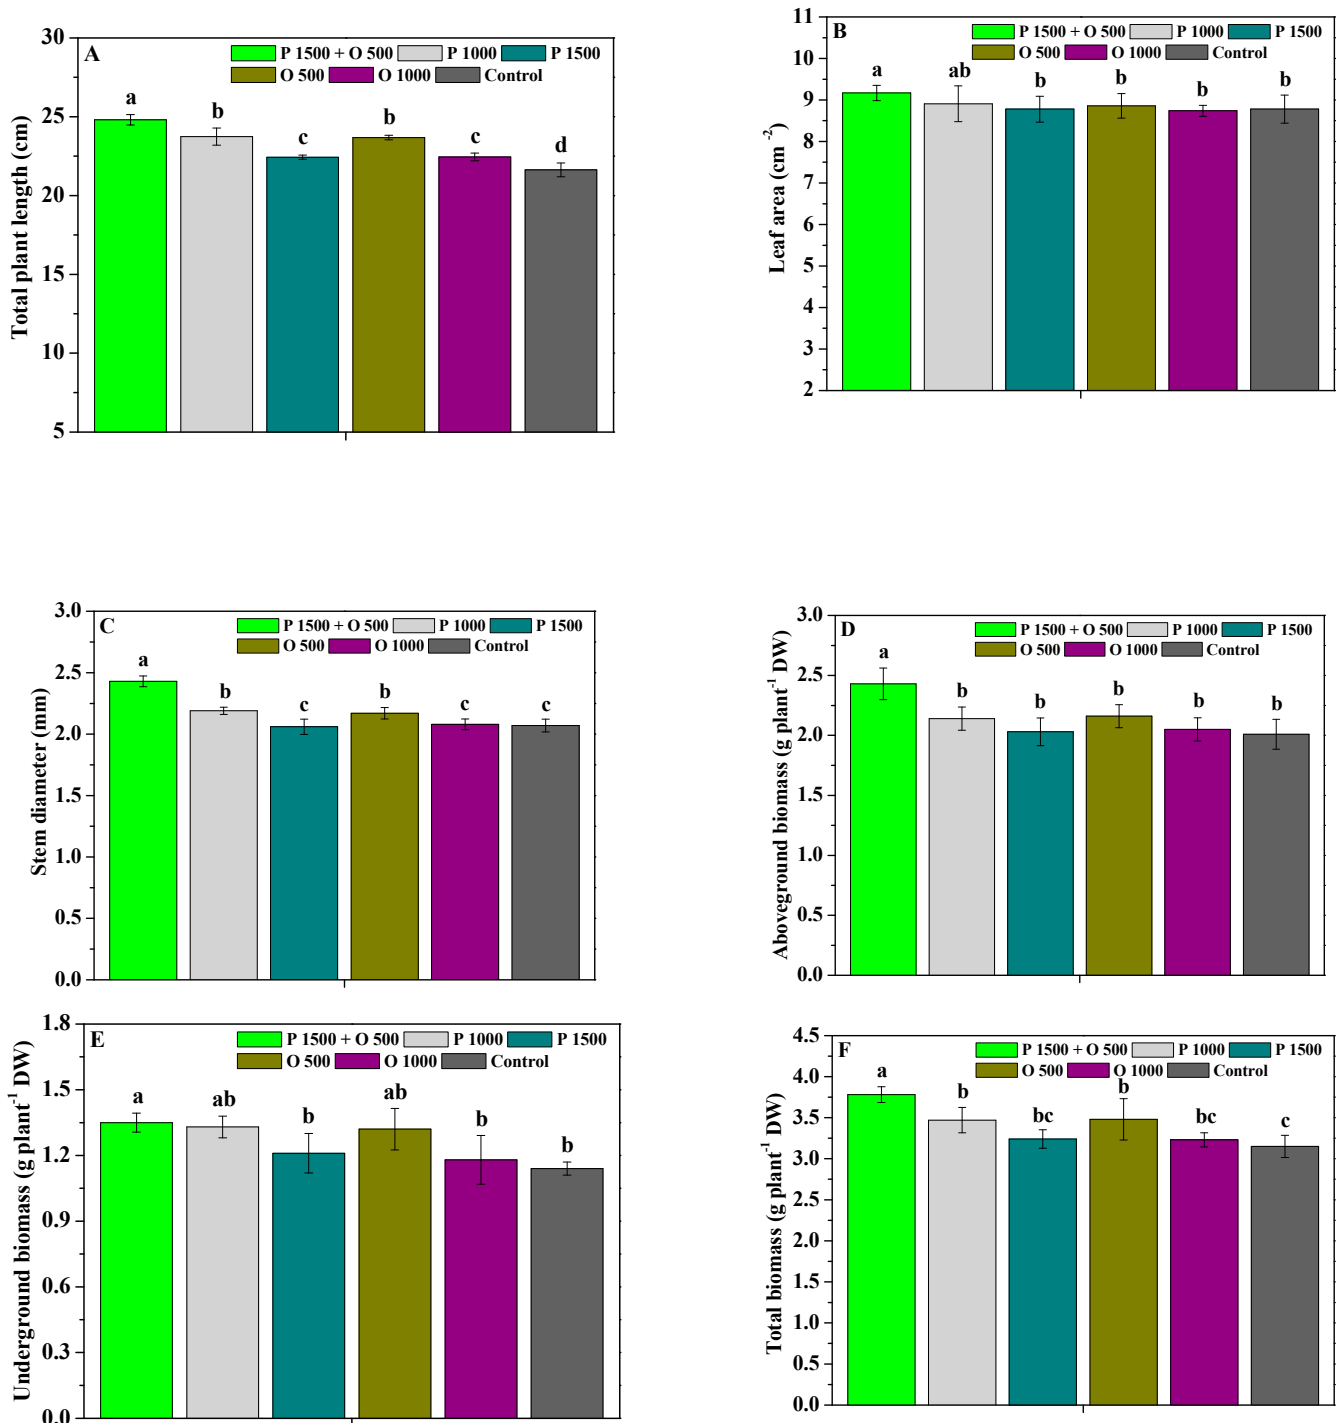 A
P 1500 + O 500 P 1000 P 1500
O 500 O 1000 Control
30
25
20
15
10
5
Total plant length (cm)
a b c b c d
B
P 1500 + O 500 P 1000 P 1500
O 500 O 1000 Control
11
10
9
8
7
6
5
4
3
2
Leaf area (cm⁻²)
a ab b b b b
C
P 1500 + O 500 P 1000 P 1500
O 500 O 1000 Control
3.0
2.5
2.0
1.5
1.0
0.5
0.0
Stem diameter (mm)
a b c b c c
D
P 1500 + O 500 P 1000 P 1500
O 500 O 1000 Control
3.0
2.5
2.0
1.5
1.0
0.5
0.0
Aboveground biomass (g plant⁻¹ DW)
a b b b b b
E
P 1500 + O 500 P 1000 P 1500
O 500 O 1000 Control
1.8
1.5
1.2
0.9
0.6
0.3
0.0
Underground biomass (g plant⁻¹ DW)
a ab b ab b b
F
P 1500 + O 500 P 1000 P 1500
O 500 O 1000 Control
4.5
4.0
3.5
3.0
2.5
2.0
1.5
1.0
0.5
0.0
Total biomass (g plant⁻¹ DW)
a b bc b bc c